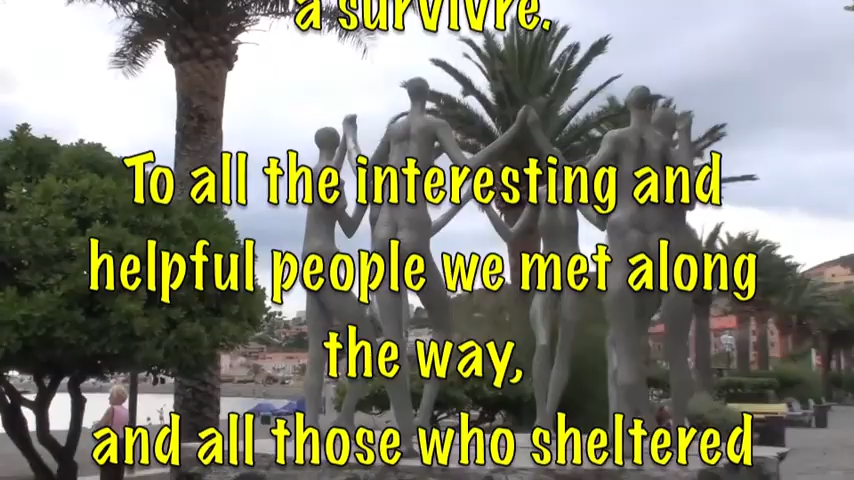 a survivre.
To all the interesting and
helpful people we met along
the way,
and all those who sheltered